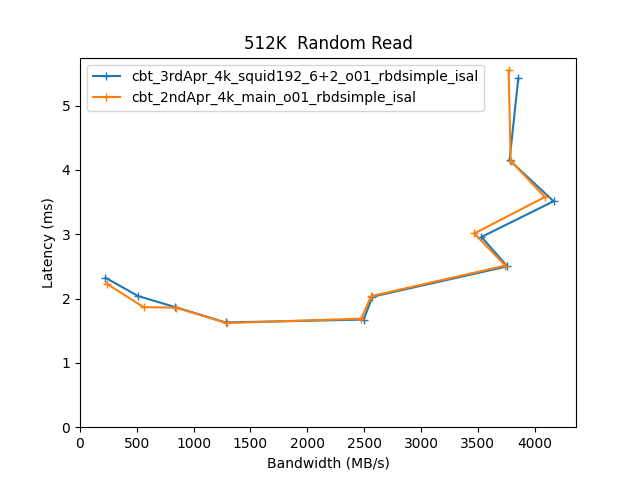 512K  Random Read
cbt_3rdApr_4k_squid192_6+2_o01_rbdsimple_isal
cbt_2ndApr_4k_main_o01_rbdsimple_isal
5
4
3
2
1
0
Latency (ms)
0 500 1000 1500 2000 2500 3000 3500 4000
Bandwidth (MB/s)